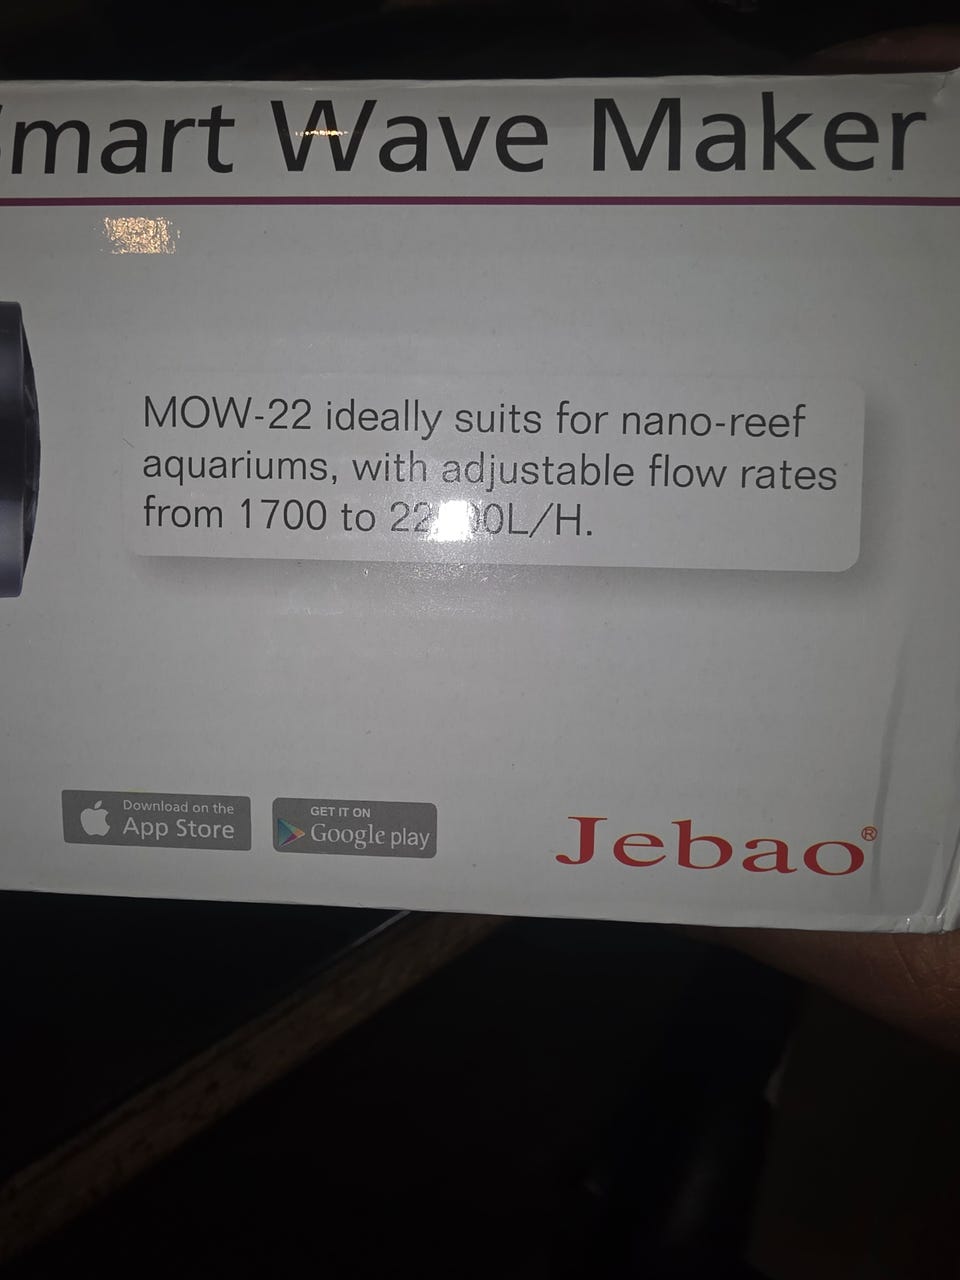 mart Wave Maker
MOW-22 ideally suits for nano-reef
aquariums, with adjustable flow rates
from 1700 to
Download on the
App Store
GET IT ON
Google play
Jebao®